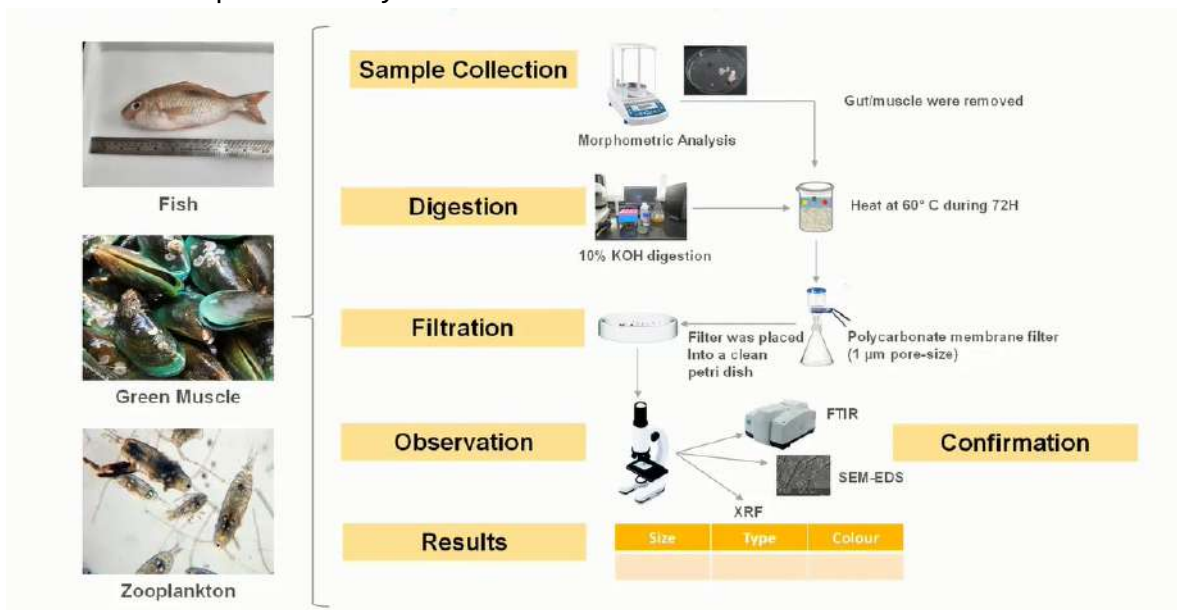 Fish
Green Muscle
Zooplankton
Sample Collection
Morphometric Analysis
Gut/muscle were removed
Digestion
10% KOH digestion
Heat at 60° C during 72H
Filtration
Filter was placed
Into a clean
petri dish
Polycarbonate membrane filter
(1 µm pore-size)
Observation
FTIR
SEM-EDS
XRF
Confirmation
Results
Size Type Colour